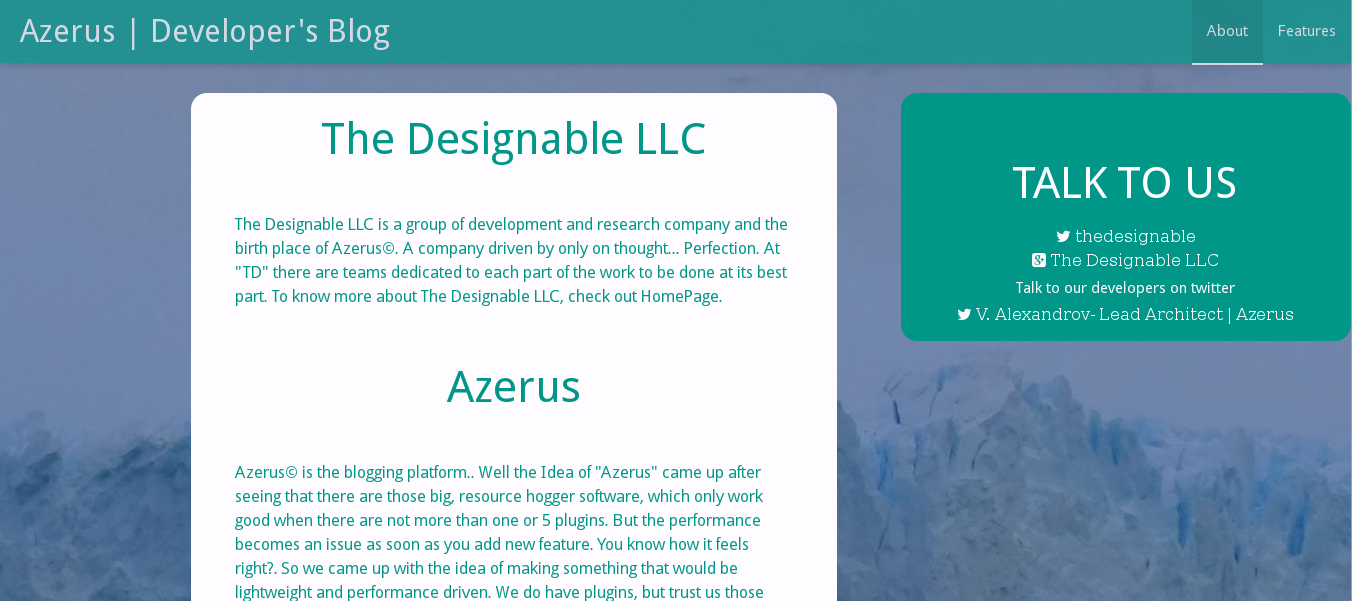 Azerus | Developer's Blog
About
Features
The Designable LLC
The Designable LLC is a group of development and research company and the
birth place of Azerus©. A company driven by only on thought... Perfection. At
"TD" there are teams dedicated to each part of the work to be done at its best
part. To know more about The Designable LLC, check out HomePage.
Azerus
Azerus© is the blogging platform.. Well the Idea of "Azerus" came up after
seeing that there are those big, resource hogger software, which only work
good when there are not more than one or 5 plugins. But the performance
becomes an issue as soon as you add new feature. You know how it feels
right?. So we came up with the idea of making something that would be
lightweight and performance driven. We do have plugins, but trust us those
TALK TO US
thedesignable
The Designable LLC
Talk to our developers on twitter
V. Alexandrov- Lead Architect | Azerus